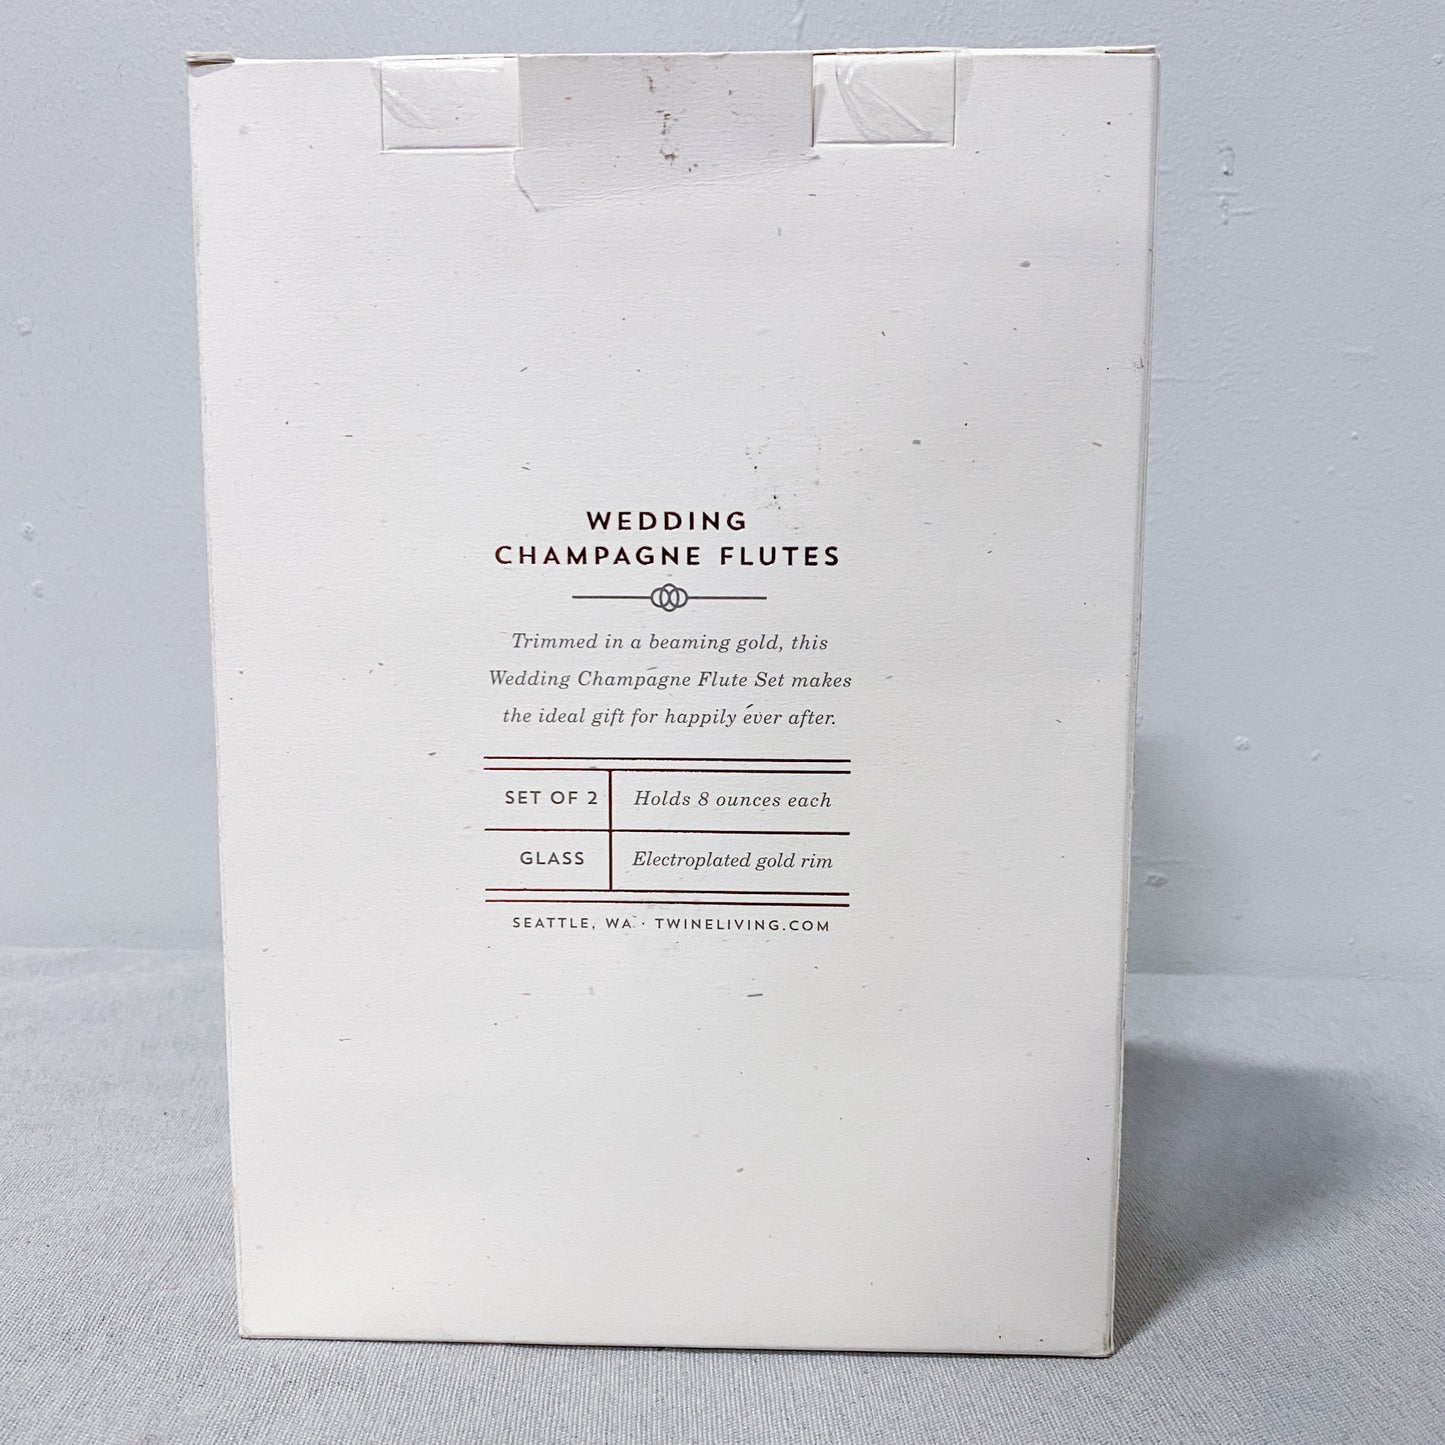 WEDDING
CHAMPAGNE FLUTES
Trimmed in a beaming gold, this
Wedding Champagne Flute Set makes
the ideal gift for happily ever after.
SET OF 2 Holds 8 ounces each
GLASS Electroplated gold rim
SEATTLE, WA · TWINELIVING.COM